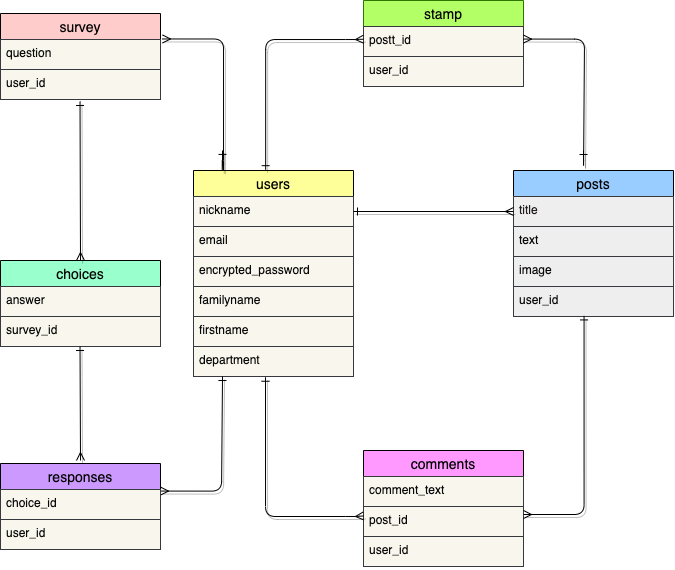 survey
question
user_id
stamp
postt_id
user_id
users
nickname
email
encrypted_password
familyname
firstname
department
posts
title
text
image
user_id
choices
answer
survey_id
responses
choice_id
user_id
comments
comment_text
post_id
user_id